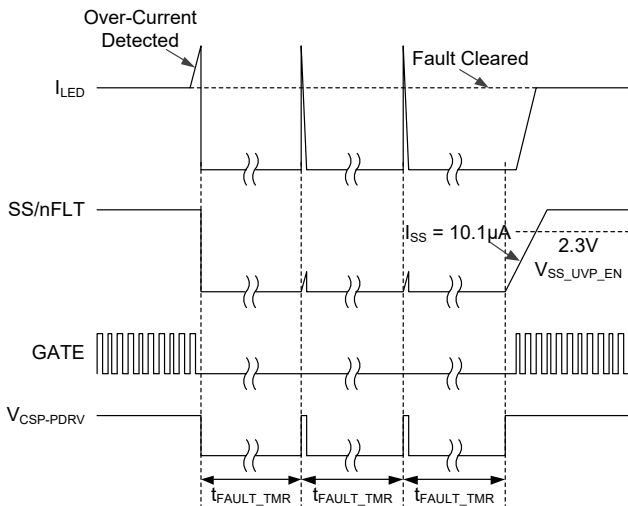 Over-Current
Detected
Fault Cleared
I_LED
SS/nFLT
I_SS = 10.1µA
2.3V
V_SS_UVP_EN
GATE
V_CSP-PDRV
t_FAULT_TMR t_FAULT_TMR t_FAULT_TMR